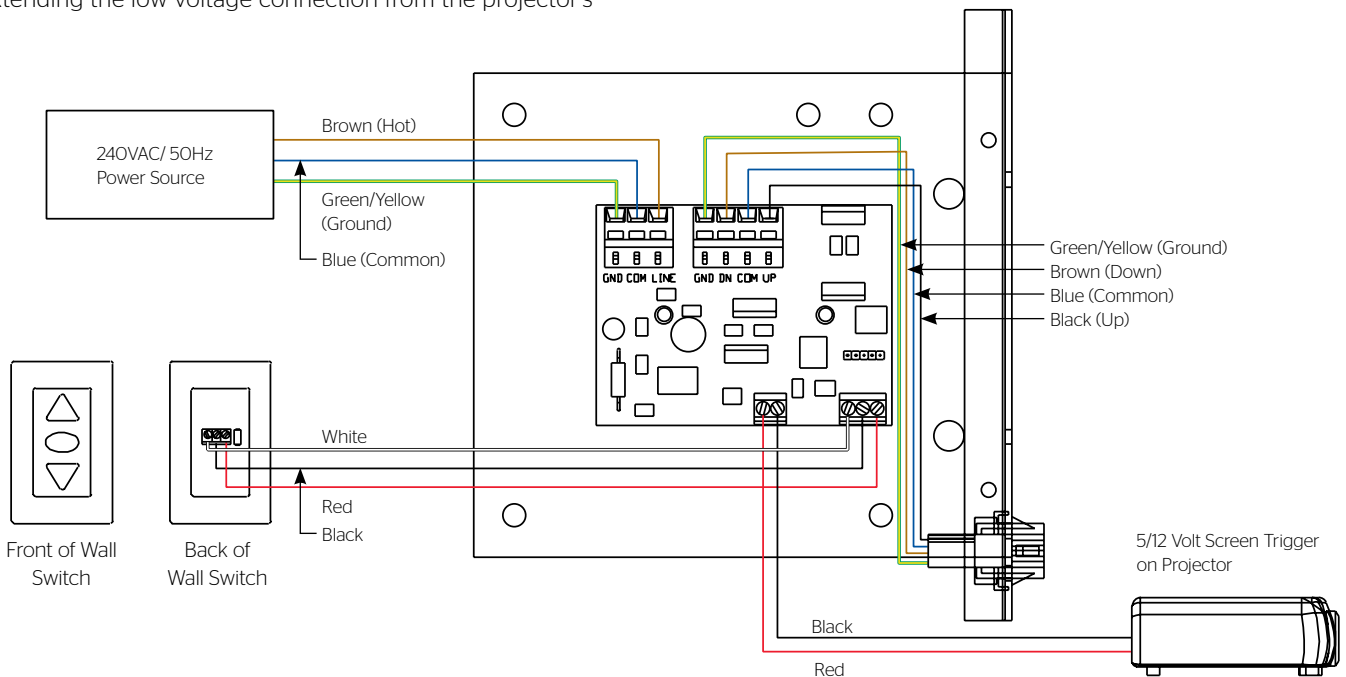 xtending the low voltage connection from the projector's
Brown (Hot)
240VAC/ 50Hz
Power Source
Green/Yellow
(Ground)
Blue (Common)
GND COM LINE
GND DN COM UP
Green/Yellow (Ground)
Brown (Down)
Blue (Common)
Black (Up)
White
Red
Black
Front of Wall
Switch
Back of
Wall Switch
5/12 Volt Screen Trigger
on Projector
Black
Red